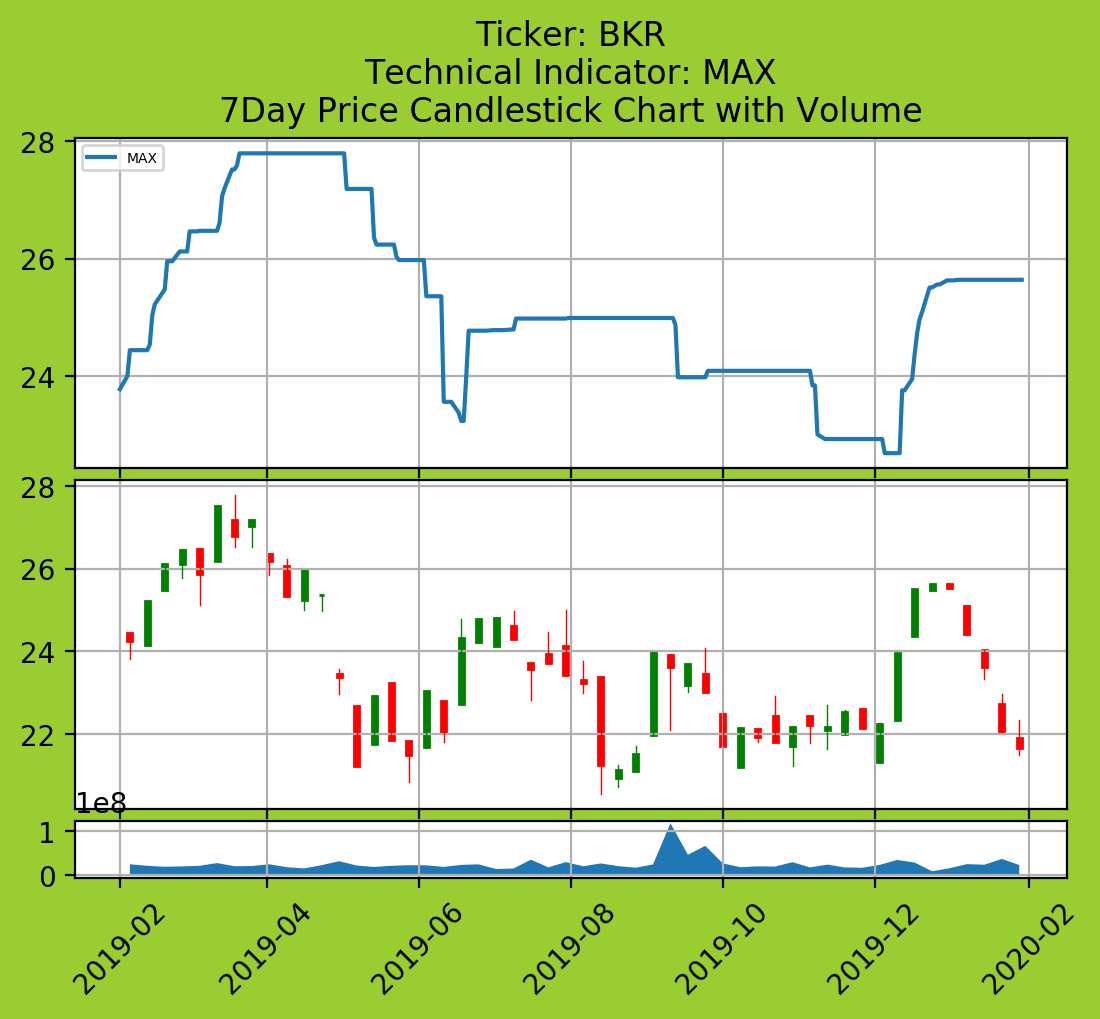 Ticker: BKR
Technical Indicator: MAX
7Day Price Candlestick Chart with Volume
28
MAX
26
24
28
26
24
22
1e8
1
0
2019-02 2019-04 2019-06 2019-08 2019-10 2019-12 2020-02